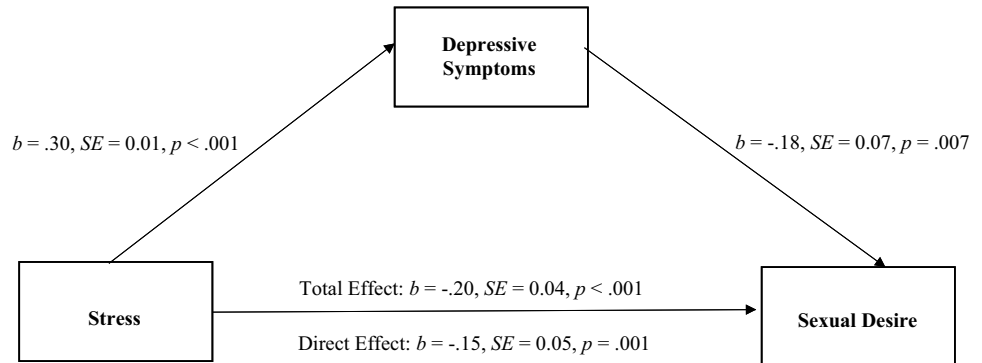 Depressive
Symptoms
b = .30, SE = 0.01, p < .001
b = -.18, SE = 0.07, p = .007
Total Effect: b = -.20, SE = 0.04, p < .001
Stress
Sexual Desire
Direct Effect: b = -.15, SE = 0.05, p = .001